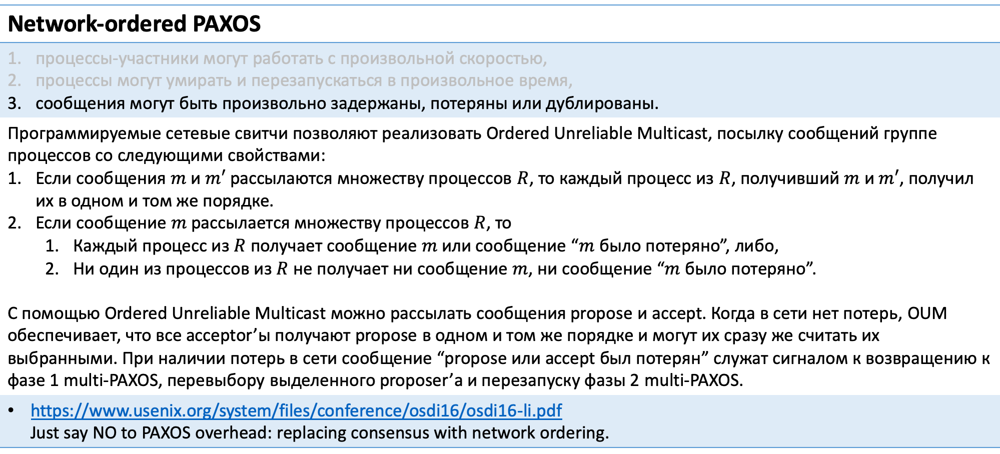 Network-ordered PAXOS
1. процессы-участники могут работать с произвольной скоростью,
2. процессы могут умирать и перезапускаться в произвольное время,
3. сообщения могут быть произвольно задержаны, потеряны или дублированы.
Программируемые сетевые свитчи позволяют реализовать Ordered Unreliable Multicast, посылку сообщений группе
процессов со следующими свойствами:
1. Если сообщения m и m′ рассылаются множеству процессов R, то каждый процесс из R, получивший m и m′, получил
их в одном и том же порядке.
2. Если сообщение m рассылается множеству процессов R, то
1. Каждый процесс из R получает сообщение m или сообщение “m было потеряно”, либо,
2. Ни один из процессов из R не получает ни сообщение m, ни сообщение “m было потеряно”.
С помощью Ordered Unreliable Multicast можно рассылать сообщения propose и accept. Когда в сети нет потерь, OUM
обеспечивает, что все acceptor’ы получают propose в одном и том же порядке и могут их сразу же считать их
выбранными. При наличии потерь в сети сообщение “propose или accept был потерян” служат сигналом к возвращению к
фазе 1 multi-PAXOS, перевыбору выделенного proposer’а и перезапуску фазы 2 multi-PAXOS.
• https://www.usenix.org/system/files/conference/osdi16/osdi16-li.pdf
Just say NO to PAXOS overhead: replacing consensus with network ordering.